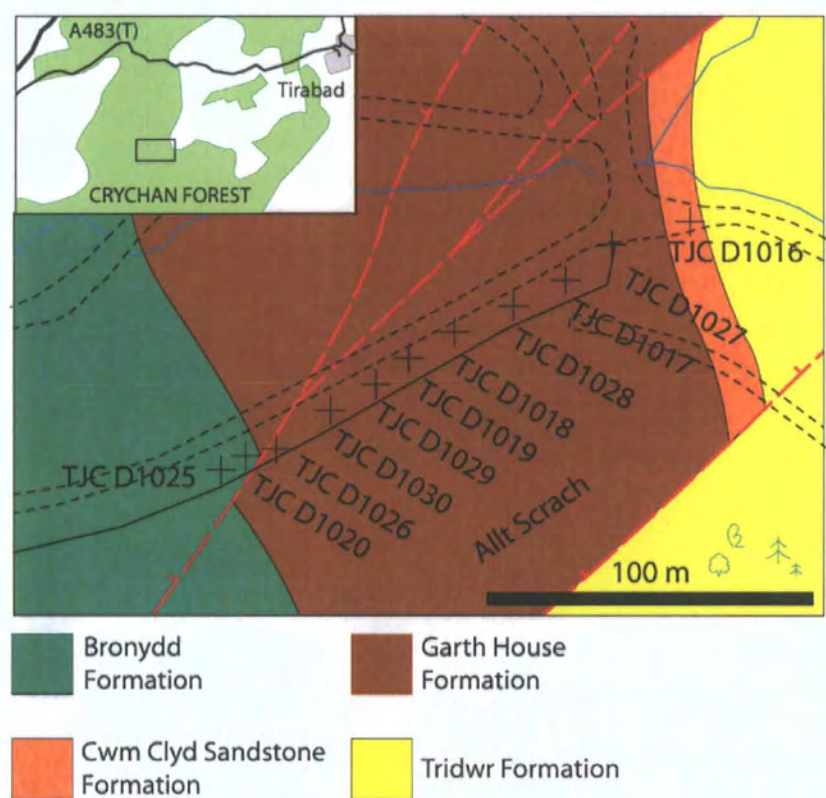 A483(T)
Tirabad
CRYCHAN FOREST
TJC D1016
TJC D1027
TJC D1017
TJC D1028
TJC D1018
TJC D1019
TJC D1029
TJC D1030
TJC D1026
TJC D1020
TJC D1025
Allt Scrach
100 m
Bronydd
Formation
Garth House
Formation
Cwm Clyd Sandstone
Formation
Tridwr Formation